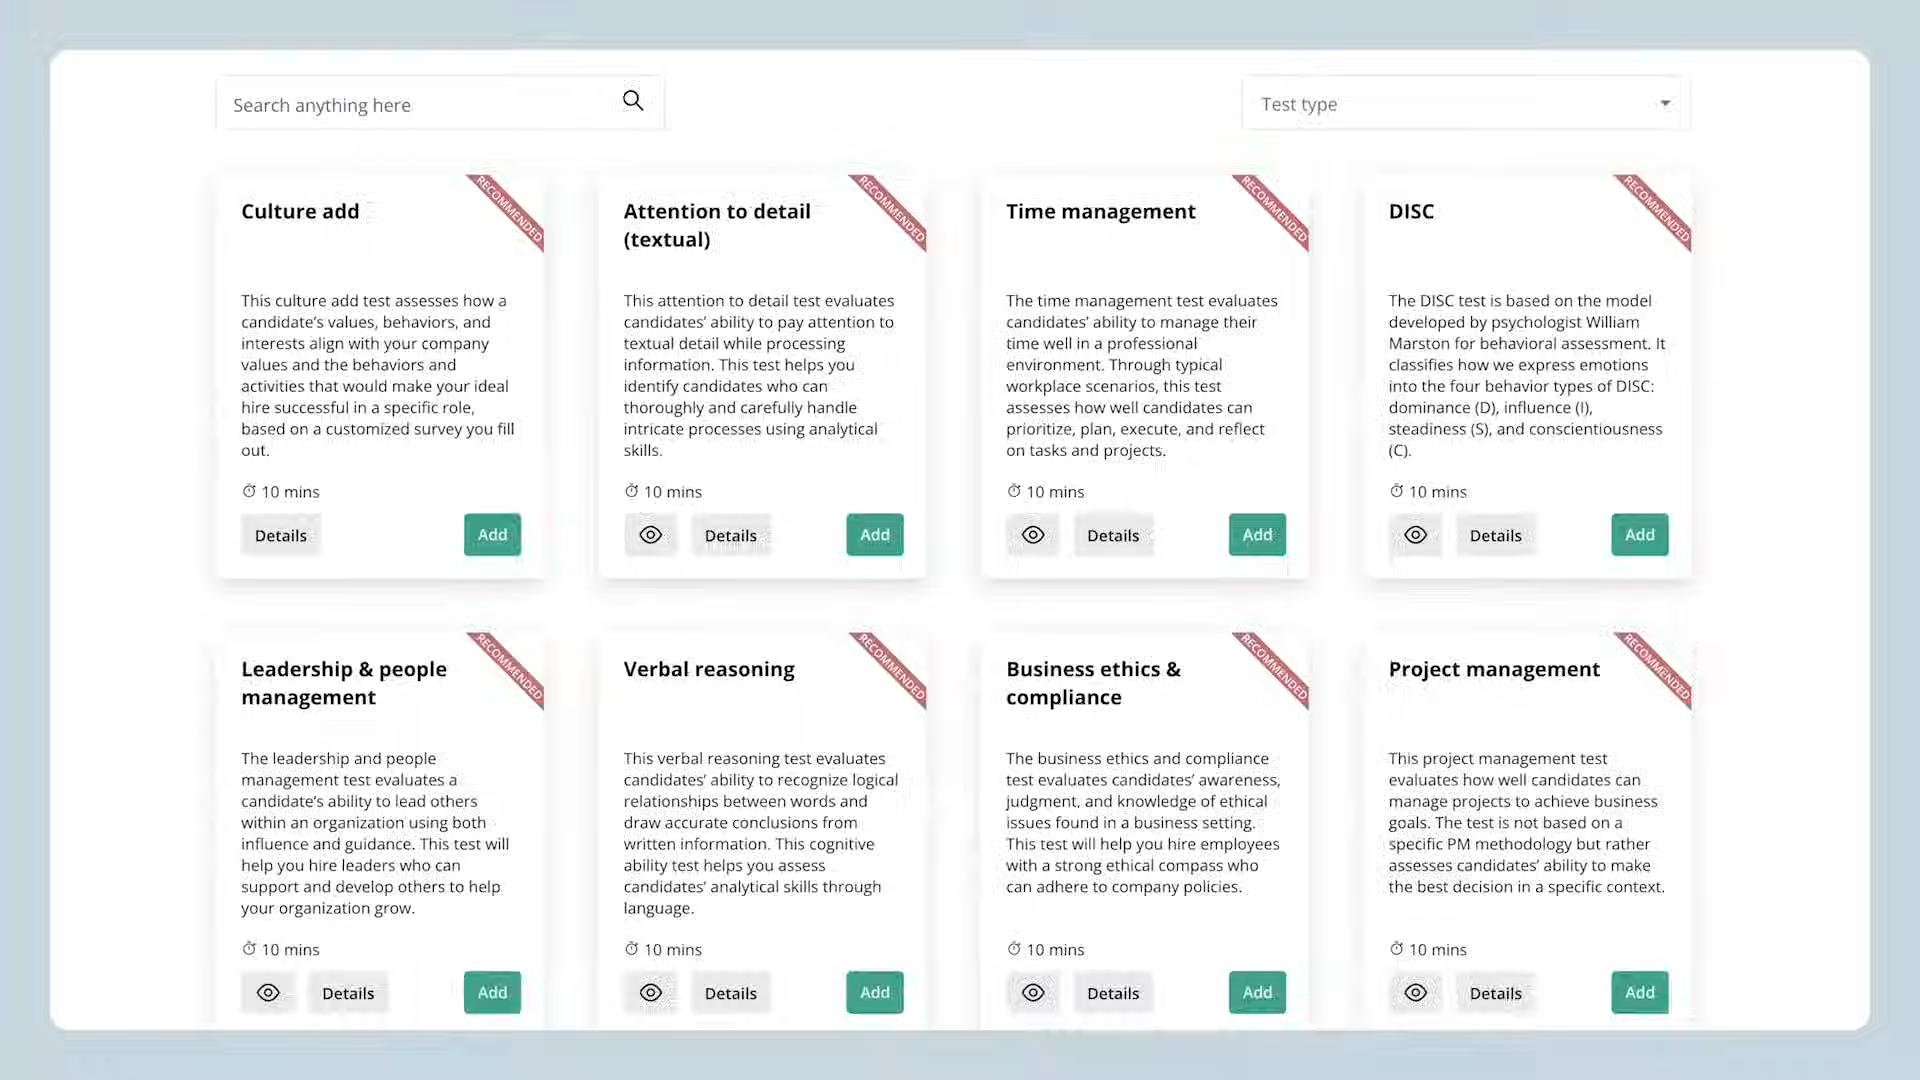 Search anything here
Test type
Culture add
RECOMMENDED
This culture add test assesses how a
candidate’s values, behaviors, and
interests align with your company
values and the behaviors and
activities that would make your ideal
hire successful in a specific role,
based on a customized survey you fill
out.
10 mins
Details
Add
Attention to detail
(textual)
RECOMMENDED
This attention to detail test evaluates
candidates’ ability to pay attention to
textual detail while processing
information. This test helps you
identify candidates who can
thoroughly and carefully handle
intricate processes using analytical
skills.
10 mins
Details
Add
Time management
RECOMMENDED
The time management test evaluates
candidates’ ability to manage their
time well in a professional
environment. Through typical
workplace scenarios, this test
assesses how well candidates can
prioritize, plan, execute, and reflect
on tasks and projects.
10 mins
Details
Add
DISC
RECOMMENDED
The DISC test is based on the model
developed by psychologist William
Marston for behavioral assessment. It
classifies how we express emotions
into the four behavior types of DISC:
dominance (D), influence (I),
steadiness (S), and conscientiousness
(C).
10 mins
Details
Add
Leadership & people
management
RECOMMENDED
The leadership and people
management test evaluates a
candidate’s ability to lead others
within an organization using both
influence and guidance. This test will
help you hire leaders who can
support and develop others to help
your organization grow.
10 mins
Details
Add
Verbal reasoning
RECOMMENDED
This verbal reasoning test evaluates
candidates’ ability to recognize logical
relationships between words and
draw accurate conclusions from
written information. This cognitive
ability test helps you assess
candidates’ analytical skills through
language.
10 mins
Details
Add
Business ethics &
compliance
RECOMMENDED
The business ethics and compliance
test evaluates candidates’ awareness,
judgment, and knowledge of ethical
issues found in a business setting.
This test will help you hire employees
with a strong ethical compass who
can adhere to company policies.
10 mins
Details
Add
Project management
RECOMMENDED
This project management test
evaluates how well candidates can
manage projects to achieve business
goals. The test is not based on a
specific PM methodology but rather
assesses candidates’ ability to make
the best decision in a specific context.
10 mins
Details
Add